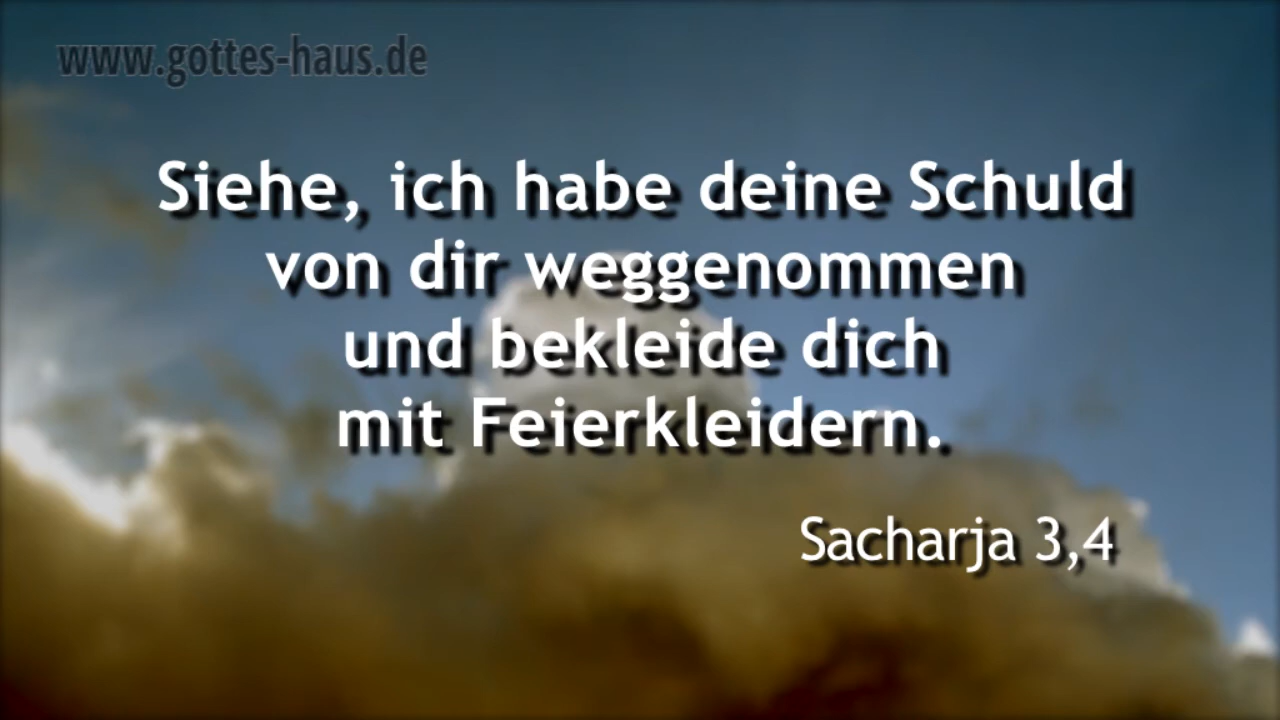 www.gottes-haus.de
Siehe, ich habe deine Schuld
von dir weggenommen
und bekleide dich
mit Feierkleidern.
Sacharja 3,4